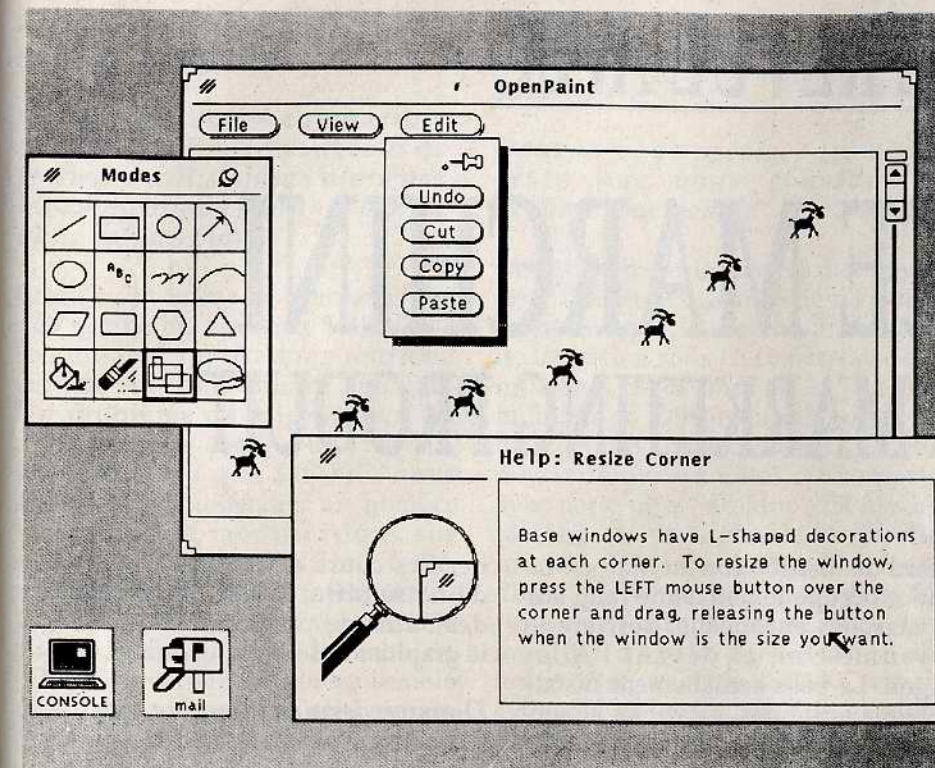 OpenPaint
File View Edit
Modes
Undo
Cut
Copy
Paste
ABC
Help: Resize Corner
Base windows have L-shaped decorations
at each corner. To resize the window,
press the LEFT mouse button over the
corner and drag, releasing the button
when the window is the size you want.
CONSOLE
mail